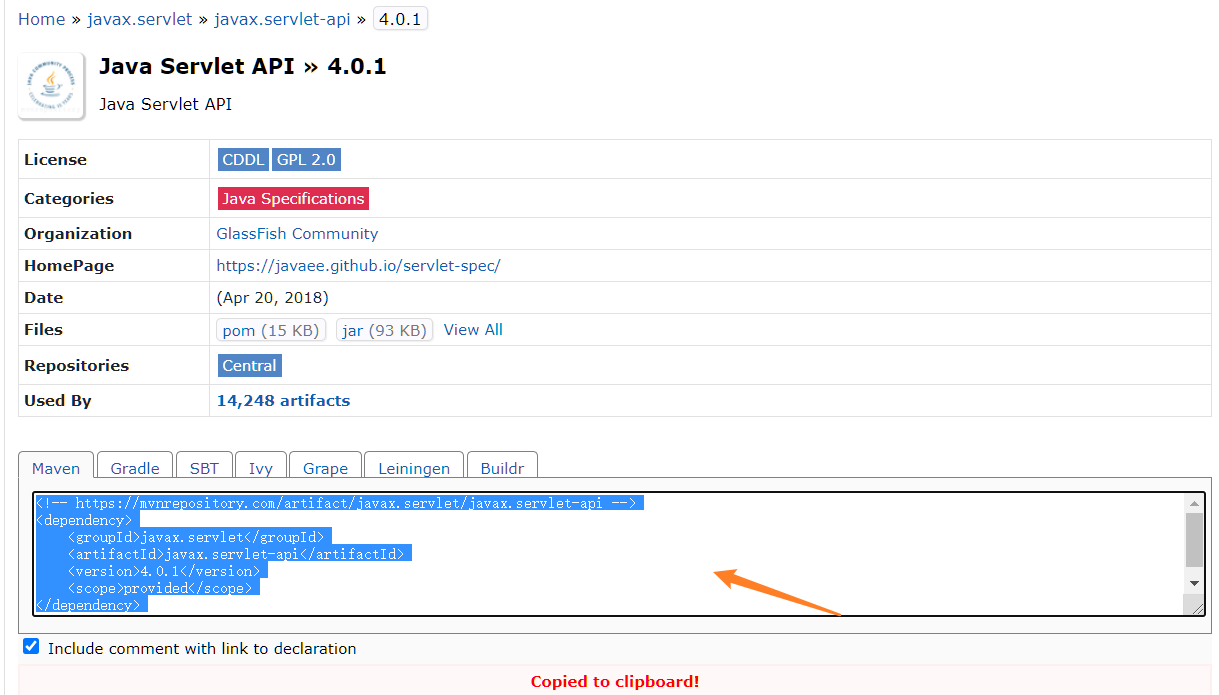 Home » javax.servlet » javax.servlet-api » 4.0.1
Java Servlet API » 4.0.1
Java Servlet API
License CDDL GPL 2.0
Categories Java Specifications
Organization GlassFish Community
HomePage https://javaee.github.io/servlet-spec/
Date (Apr 20, 2018)
Files pom (15 KB) jar (93 KB) View All
Repositories Central
Used By 14,248 artifacts
Maven Gradle SBT Ivy Grape Leiningen Buildr
<!-- https://mvnrepository.com/artifact/javax.servlet/javax.servlet-api -->
<dependency>
    <groupId>javax.servlet</groupId>
    <artifactId>javax.servlet-api</artifactId>
    <version>4.0.1</version>
    <scope>provided</scope>
</dependency>
Include comment with link to declaration
Copied to clipboard!